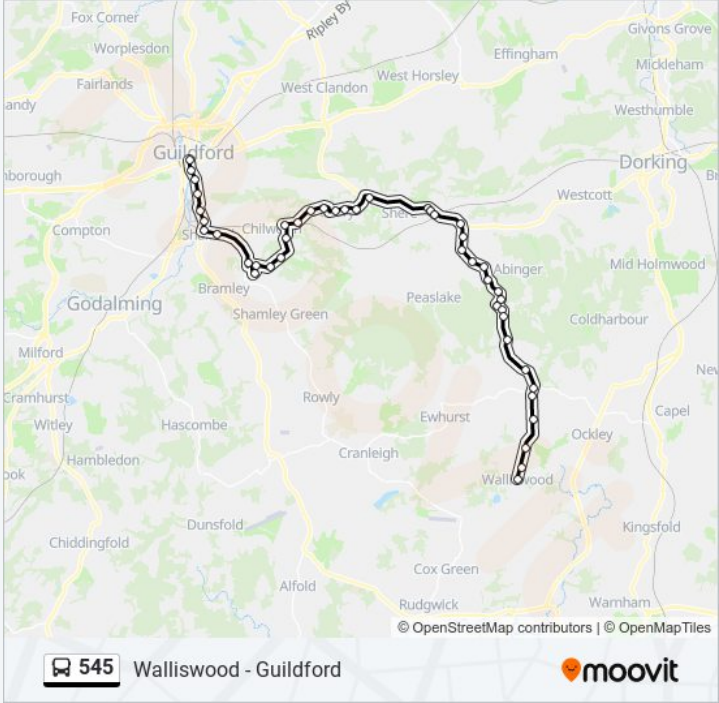 Fox Corner
Givons Grove
Ripley By
Worplesdon
Effingham
Mickleham
West Horsley
Fairlands
West Clandon
andy
Westhumble
Guildford
Dorking
nborough
Br
Westcott
Shere
Compton
Sha
Chilw
Abinger
Mid Holmwood
Bramley
Peaslake
Godalming
Shamley Green
Coldharbour
Milford
New
Cramhurst
Rowly
Ewhurst
Capel
Witley
Hascombe
Ockley
Cranleigh
Hambledon
ook
Walliswood
Dunsfold
Kingsfold
Chiddingfold
Cox Green
Alfold
Rudgwick
Warnham
© OpenStreetMap contributors | © OpenMapTiles
545 Walliswood - Guildford
moovit